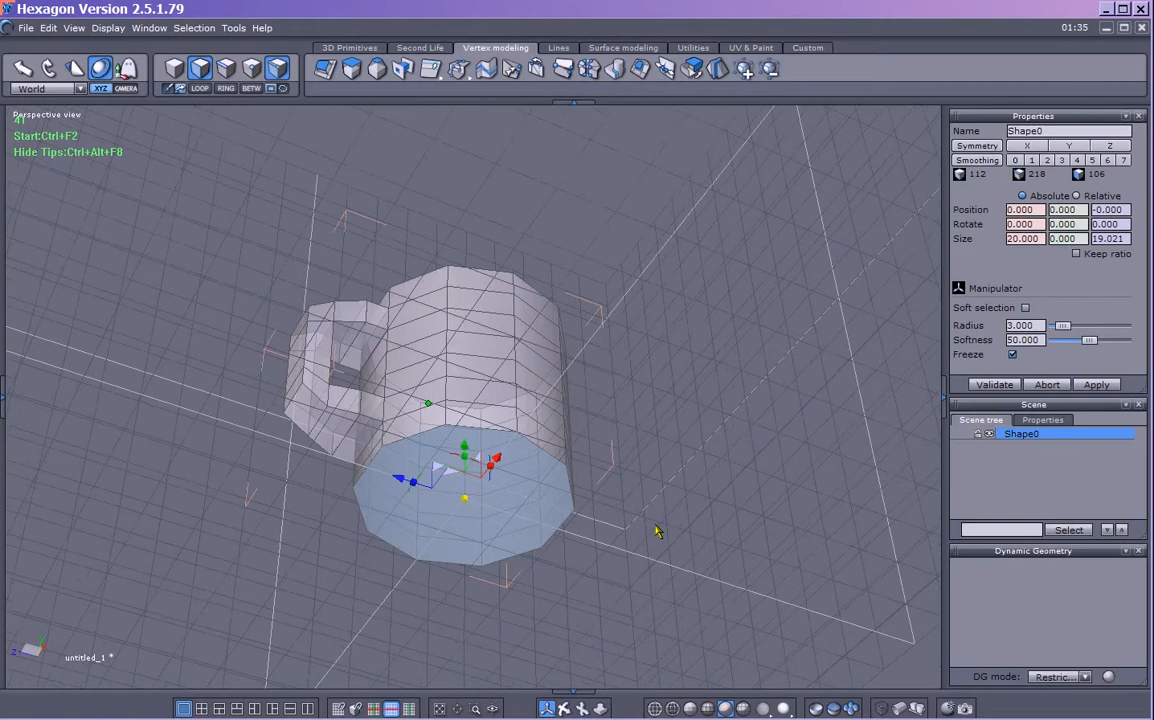 Hexagon Version 2.5.1.79
File Edit View Display Window Selection Tools Help
01:35
3D Primitives Second Life Vertex modeling Lines Surface modeling Utilities UV & Paint Custom
World XYZ CAMERA LOOP RING BETW
Perspective view
41
Start:Ctrl+F2
Hide Tips:Ctrl+Alt+F8
Properties
Name Shape0
Symmetry X Y Z
Smoothing 0 1 2 3 4 5 6 7
112 218 106
Absolute Relative
Position 0.000 0.000 -0.000
Rotate 0.000 0.000 0.000
Size 20.000 0.000 19.021
Keep ratio
Manipulator
Soft selection
Radius 3.000
Softness 50.000
Freeze
Validate Abort Apply
Scene
Scene tree Properties
Shape0
Select
Dynamic Geometry
DG mode: Restric...
z y
untitled_1 *